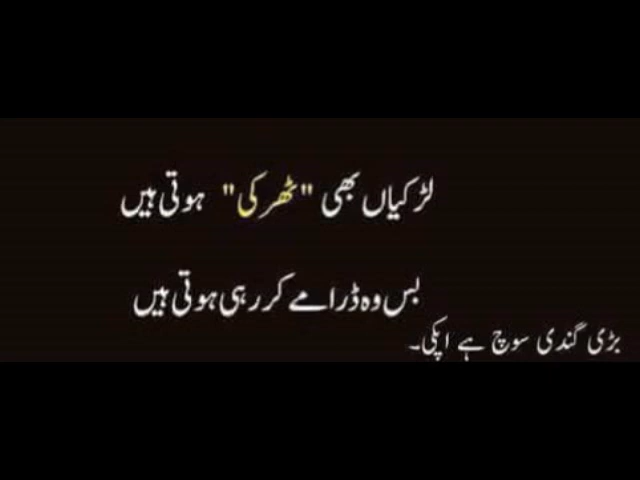 لڑکیاں بھی "ٹھرکی" ہوتی ہیں
بس وہ ڈرامے کر رہی ہوتی ہیں
بڑی گندی سوچ ہے اپکی۔